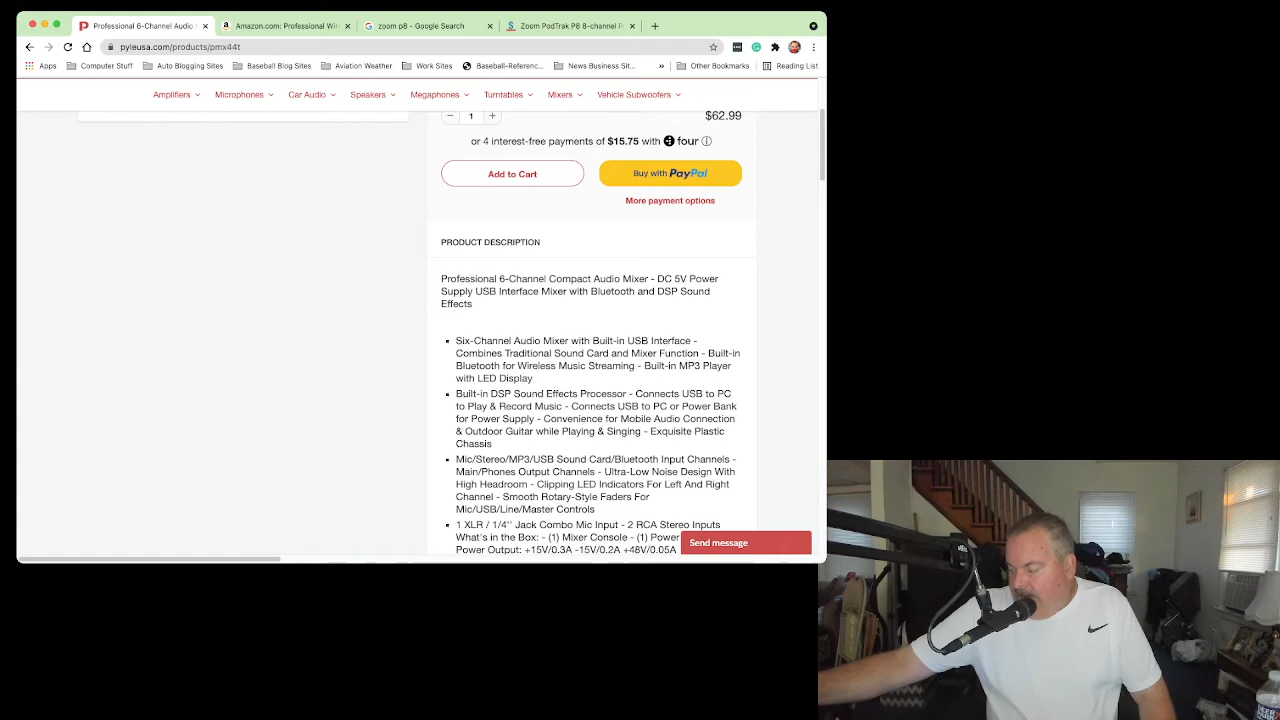 Professional 6-Channel Audio
Amazon.com: Professional Wir
zoom p8 - Google Search
Zoom PodTrak P8 8-channel P
pyleusa.com/products/pmx44t
Apps
Computer Stuff
Auto Blogging Sites
Baseball Blog Sites
Aviation Weather
Work Sites
Baseball-Referenc...
News Business Sit...
»
Other Bookmarks
Reading List
Amplifiers
Microphones
Car Audio
Speakers
Megaphones
Turntables
Mixers
Vehicle Subwoofers
− 1 +
$62.99
or 4 interest-free payments of $15.75 with four
Add to Cart
Buy with PayPal
More payment options
PRODUCT DESCRIPTION
Professional 6-Channel Compact Audio Mixer - DC 5V Power
Supply USB Interface Mixer with Bluetooth and DSP Sound
Effects
Six-Channel Audio Mixer with Built-in USB Interface -
Combines Traditional Sound Card and Mixer Function - Built-in
Bluetooth for Wireless Music Streaming - Built-in MP3 Player
with LED Display
Built-in DSP Sound Effects Processor - Connects USB to PC
to Play & Record Music - Connects USB to PC or Power Bank
for Power Supply - Convenience for Mobile Audio Connection
& Outdoor Guitar while Playing & Singing - Exquisite Plastic
Chassis
Mic/Stereo/MP3/USB Sound Card/Bluetooth Input Channels -
Main/Phones Output Channels - Ultra-Low Noise Design With
High Headroom - Clipping LED Indicators For Left And Right
Channel - Smooth Rotary-Style Faders For
Mic/USB/Line/Master Controls
1 XLR / 1/4'' Jack Combo Mic Input - 2 RCA Stereo Inputs
What's in the Box: - (1) Mixer Console - (1) Power
Power Output: +15V/0.3A -15V/0.2A +48V/0.05A
Send message